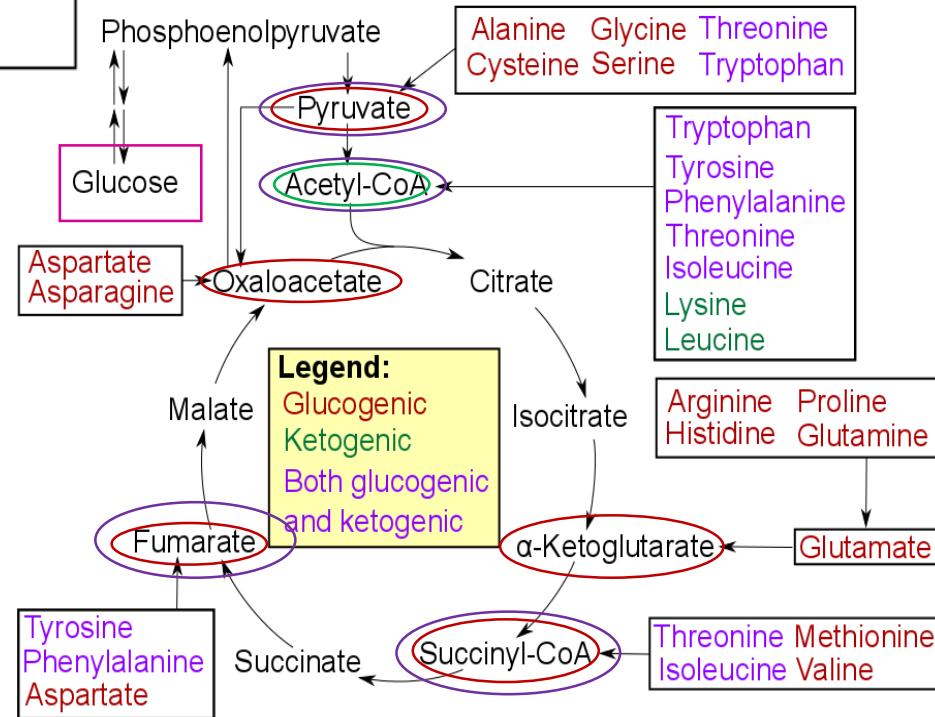 Phosphoenolpyruvate
Alanine Glycine Threonine
Cysteine Serine Tryptophan
Pyruvate
Tryptophan
Tyrosine
Phenylalanine
Threonine
Isoleucine
Lysine
Leucine
Glucose
Acetyl-CoA
Aspartate
Asparagine
Oxaloacetate
Citrate
Legend:
Glucogenic
Ketogenic
Both glucogenic
and ketogenic
Malate
Isocitrate
Arginine Proline
Histidine Glutamine
Fumarate
α-Ketoglutarate
Glutamate
Tyrosine
Phenylalanine
Aspartate
Succinate
Succinyl-CoA
Threonine Methionine
Isoleucine Valine